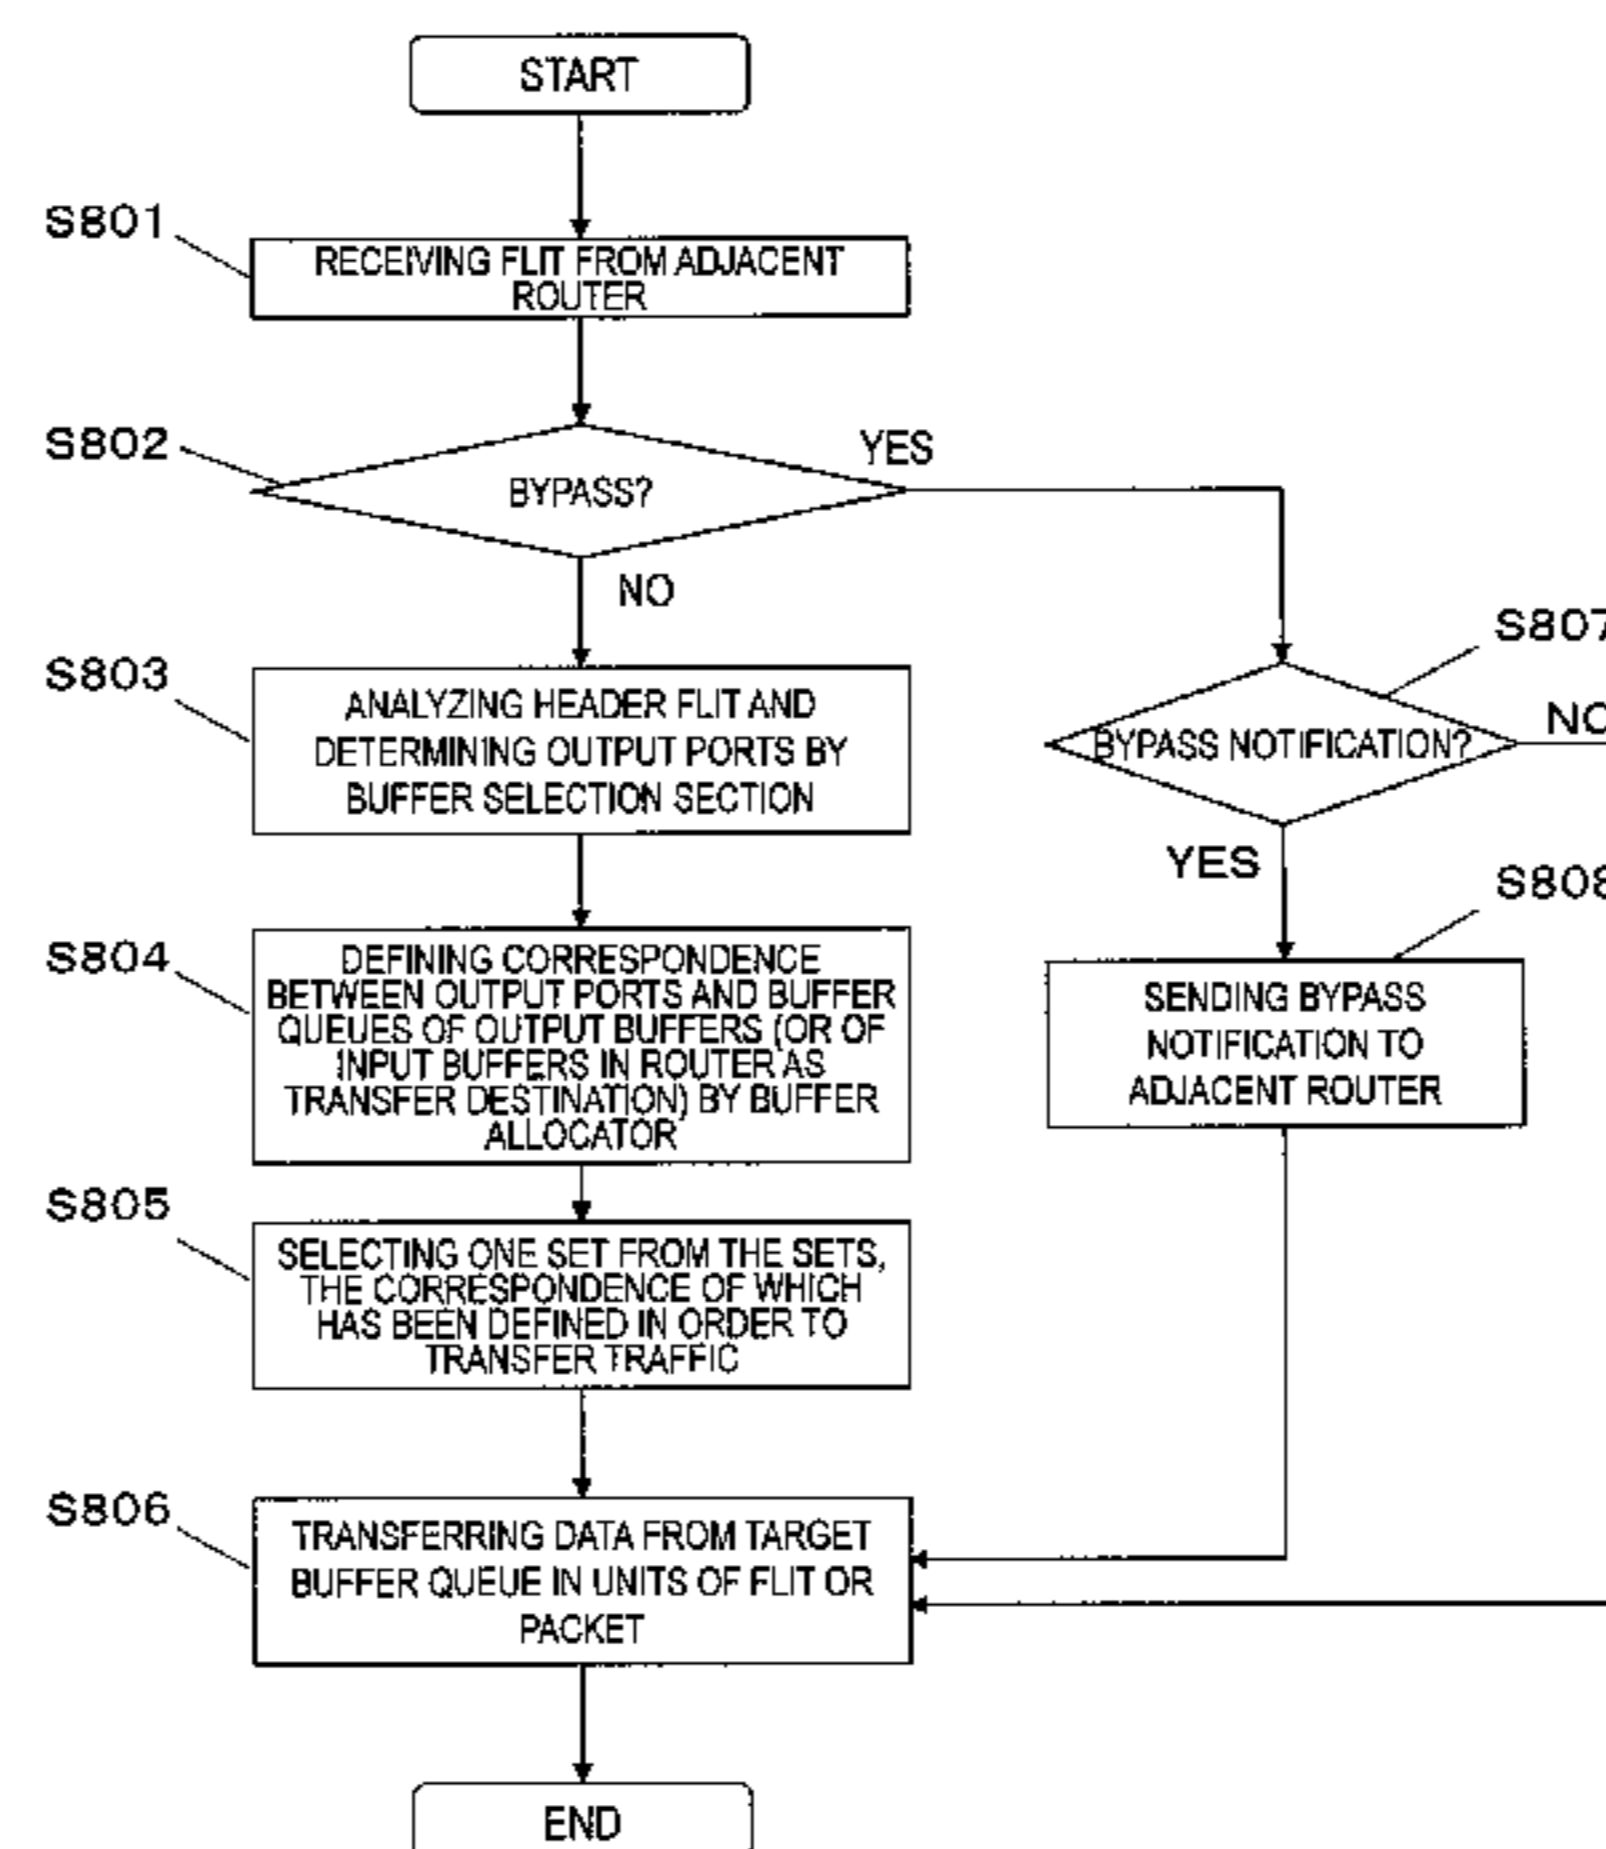 START
S801
RECEIVING FLIT FROM ADJACENT
ROUTER
S802
BYPASS?
YES
NO
S803
ANALYZING HEADER FLIT AND
DETERMINING OUTPUT PORTS BY
BUFFER SELECTION SECTION
S807
BYPASS NOTIFICATION?
NO
YES
S804
DEFINING CORRESPONDENCE
BETWEEN OUTPUT PORTS AND BUFFER
QUEUES OF OUTPUT BUFFERS (OR OF
INPUT BUFFERS IN ROUTER AS
TRANSFER DESTINATION) BY BUFFER
ALLOCATOR
S808
SENDING BYPASS
NOTIFICATION TO
ADJACENT ROUTER
S805
SELECTING ONE SET FROM THE SETS,
THE CORRESPONDENCE OF WHICH
HAS BEEN DEFINED IN ORDER TO
TRANSFER TRAFFIC
S806
TRANSFERRING DATA FROM TARGET
BUFFER QUEUE IN UNITS OF FLIT OR
PACKET
END